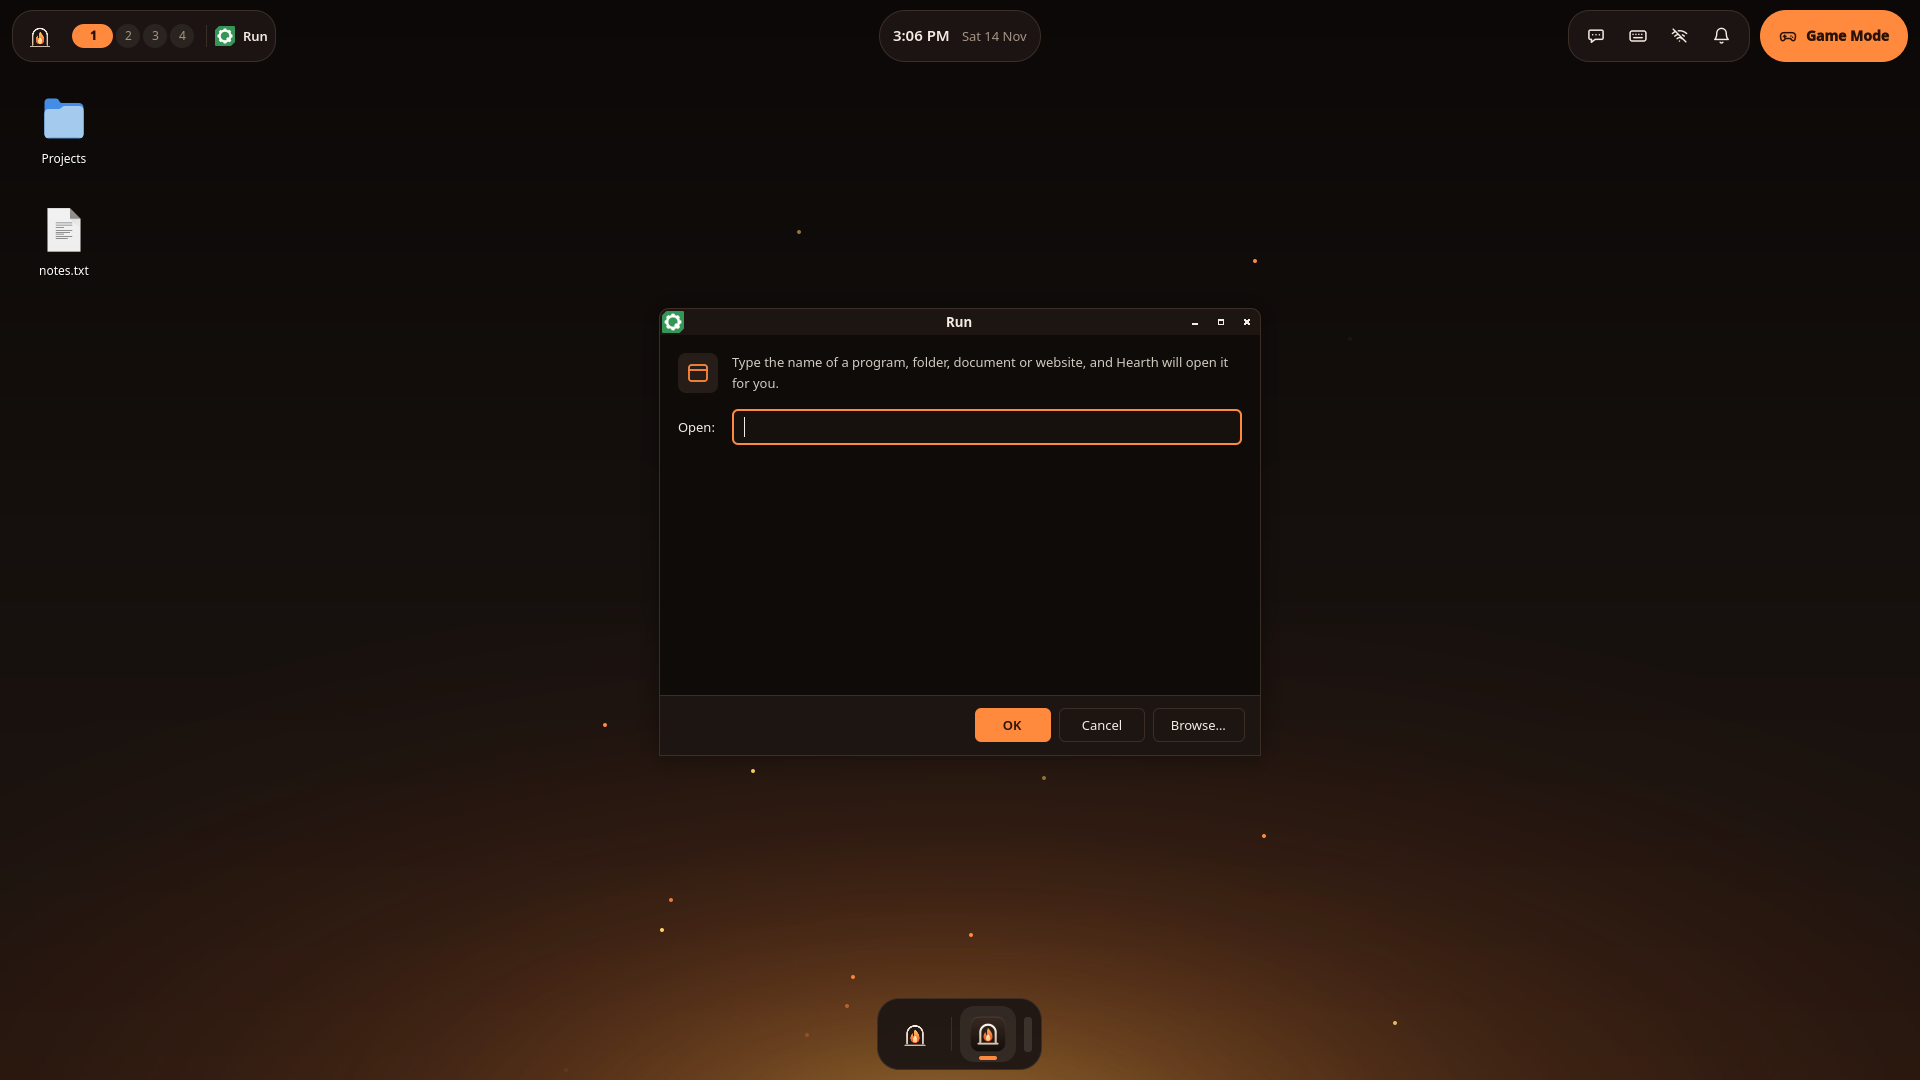 1 2 3 4 Run
3:06 PM Sat 14 Nov
Game Mode
Projects
notes.txt
Run
Type the name of a program, folder, document or website, and Hearth will open it
for you.
Open:
OK Cancel Browse...